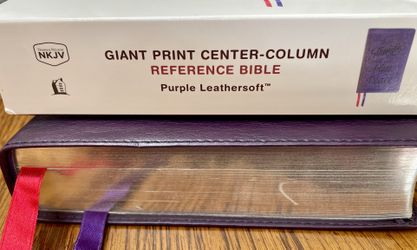 NKJV
GIANT PRINT CENTER-COLUMN
REFERENCE BIBLE
Purple Leathersoft™